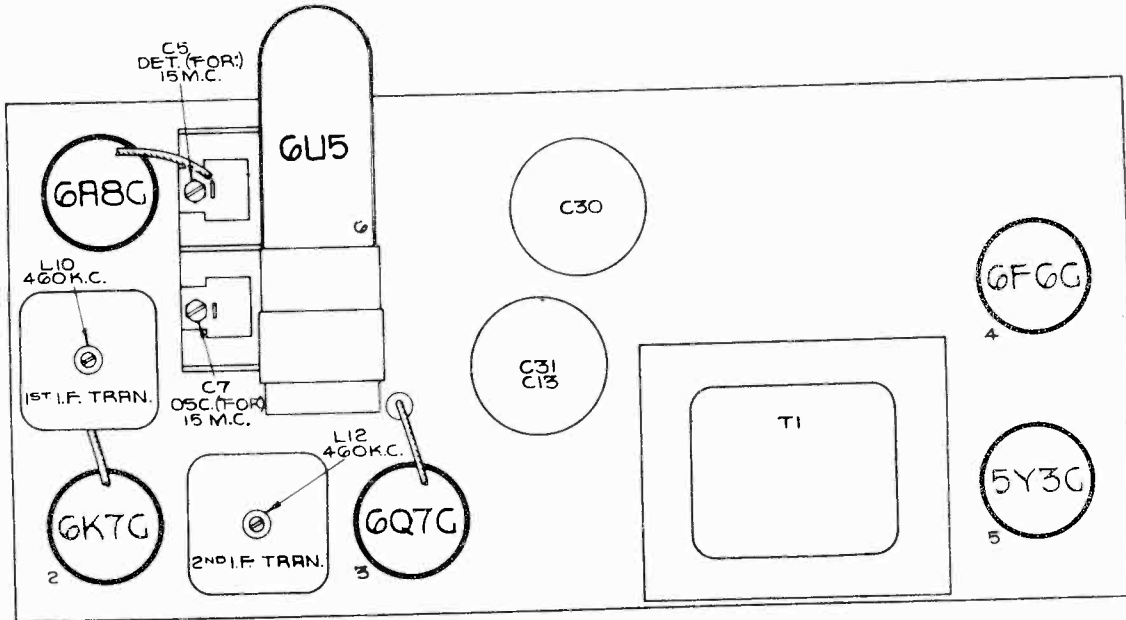 C5
DET. (FOR:)
15 M.C.
6U5
6A8G
6
C30
L10
460 K.C.
6F6G
4
1ST I.F. TRAN.
C7
OSC. (FOR)
15 M.C.
C31
C13
T1
L12
460 K.C.
6K7G
2
2ND I.F. TRAN.
6Q7G
3
5Y3G
5